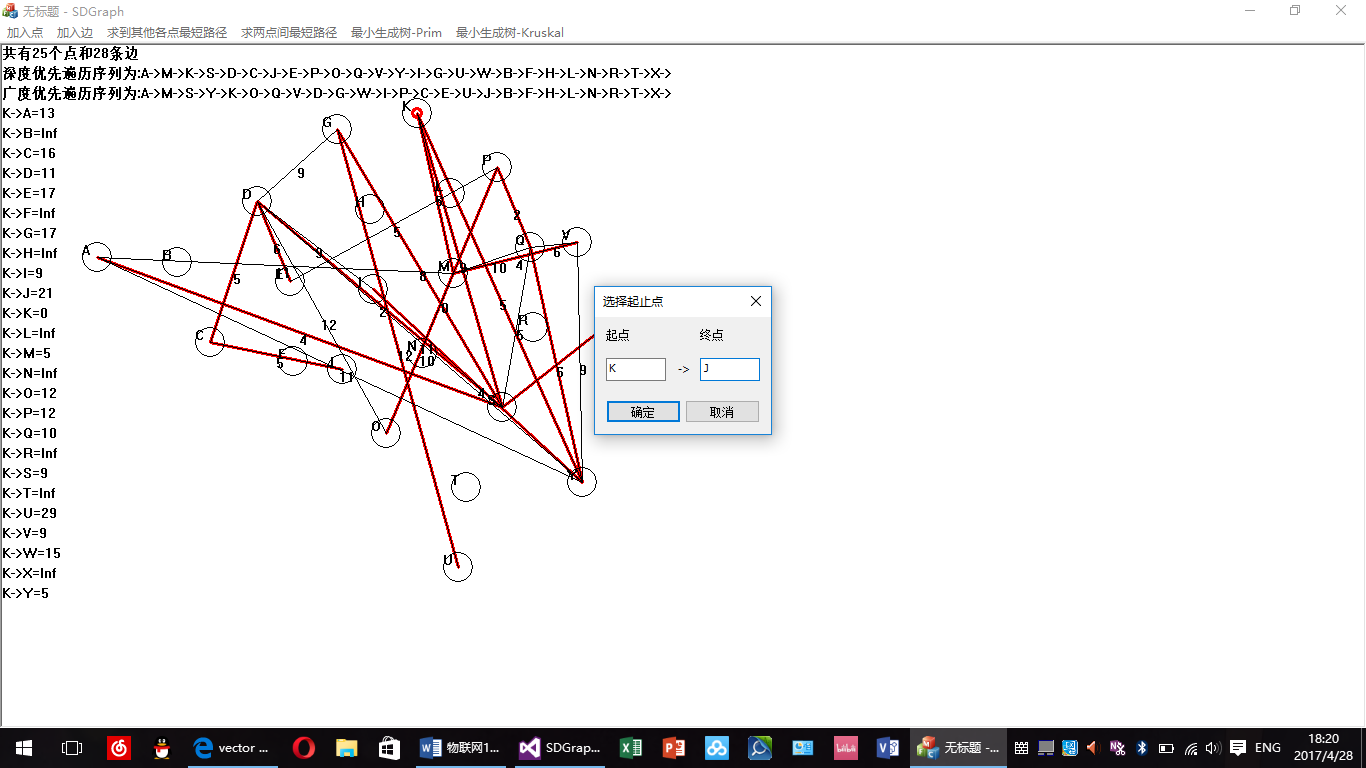 无标题 - SDGraph
加入点 加入边 求到其他各点最短路径 求两点间最短路径 最小生成树-Prim 最小生成树-Kruskal
共有25个点和28条边
深度优先遍历序列为:A->M->K->S->D->C->J->E->P->O->Q->V->Y->I->G->U->W->B->F->H->L->N->R->T->X->
广度优先遍历序列为:A->M->S->Y->K->O->Q->V->D->G->W->I->P->C->E->U->J->B->F->H->L->N->R->T->X->
K->A=13
K->B=Inf
K->C=16
K->D=11
K->E=17
K->F=Inf
K->G=17
K->H=Inf
K->I=9
K->J=21
K->K=0
K->L=Inf
K->M=5
K->N=Inf
K->O=12
K->P=12
K->Q=10
K->R=Inf
K->S=9
K->T=Inf
K->U=29
K->V=9
K->W=15
K->X=Inf
K->Y=5
K
G
P
9
D
2
5
Q
V
A
B
6
9
M
8
10
4
6
5
12
2
5
R
5
C
4
N
11
12
10
5
11
6
9
4
O
T
U
选择起止点
起点 终点
K -> J
确定 取消
vector ...
物联网1...
SDGrap...
无标题 -...
ENG
18:20
2017/4/28